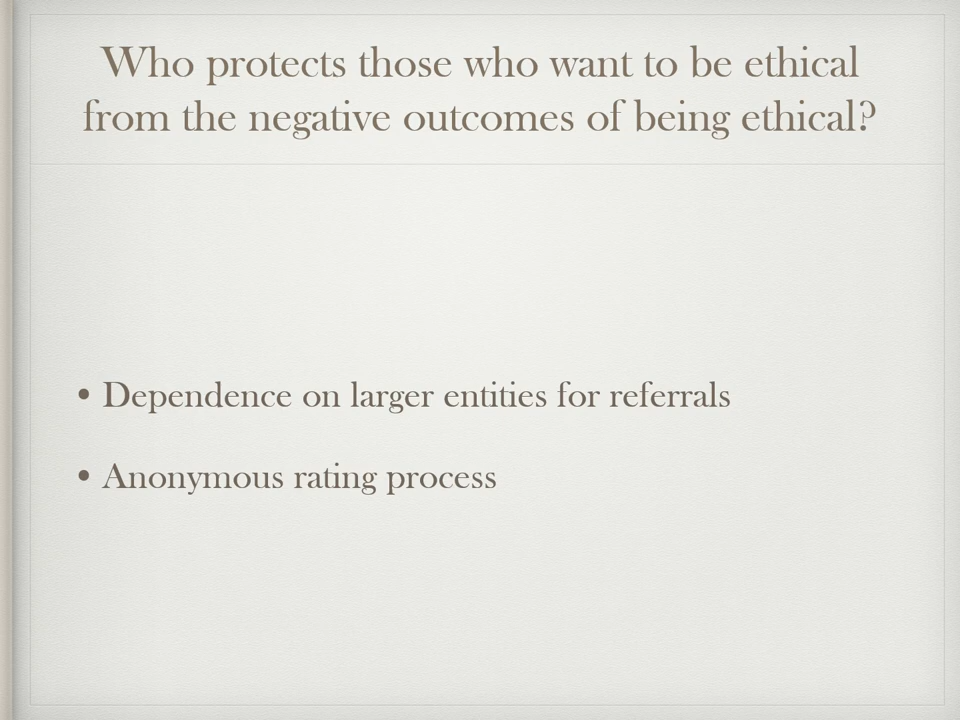 Who protects those who want to be ethical
from the negative outcomes of being ethical?
• Dependence on larger entities for referrals
• Anonymous rating process